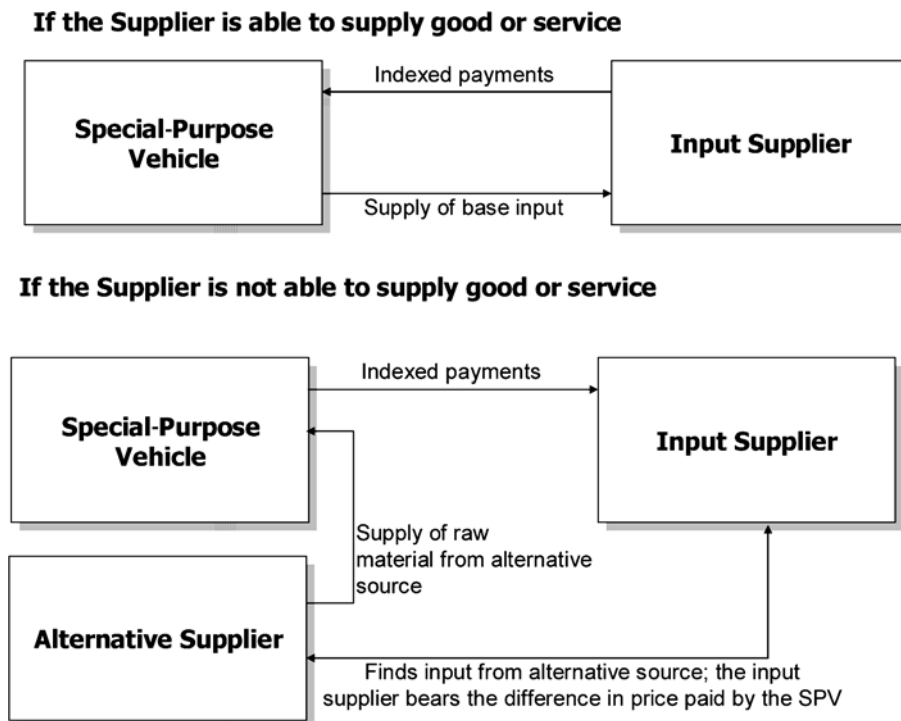 If the Supplier is able to supply good or service
Indexed payments
Special-Purpose
Vehicle
Input Supplier
Supply of base input
If the Supplier is not able to supply good or service
Indexed payments
Special-Purpose
Vehicle
Input Supplier
Supply of raw
material from alternative
source
Alternative Supplier
Finds input from alternative source; the input
supplier bears the difference in price paid by the SPV